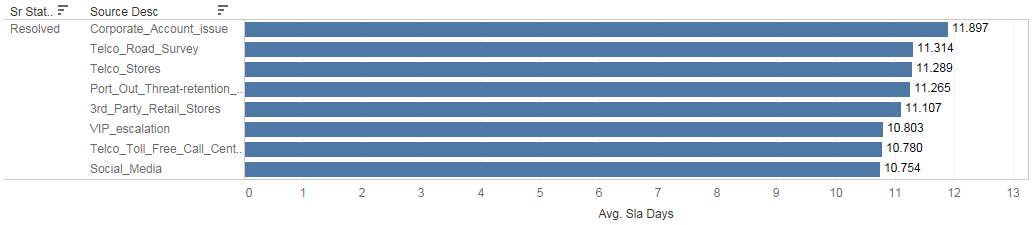 Sr Stat.. Source Desc
Resolved Corporate_Account_issue 11.897
Telco_Road_Survey 11.314
Telco_Stores 11.289
Port_Out_Threat-retention_.. 11.265
3rd_Party_Retail_Stores 11.107
VIP_escalation 10.803
Telco_Toll_Free_Call_Cent.. 10.780
Social_Media 10.754
0 1 2 3 4 5 6 7 8 9 10 11 12 13
Avg. Sla Days